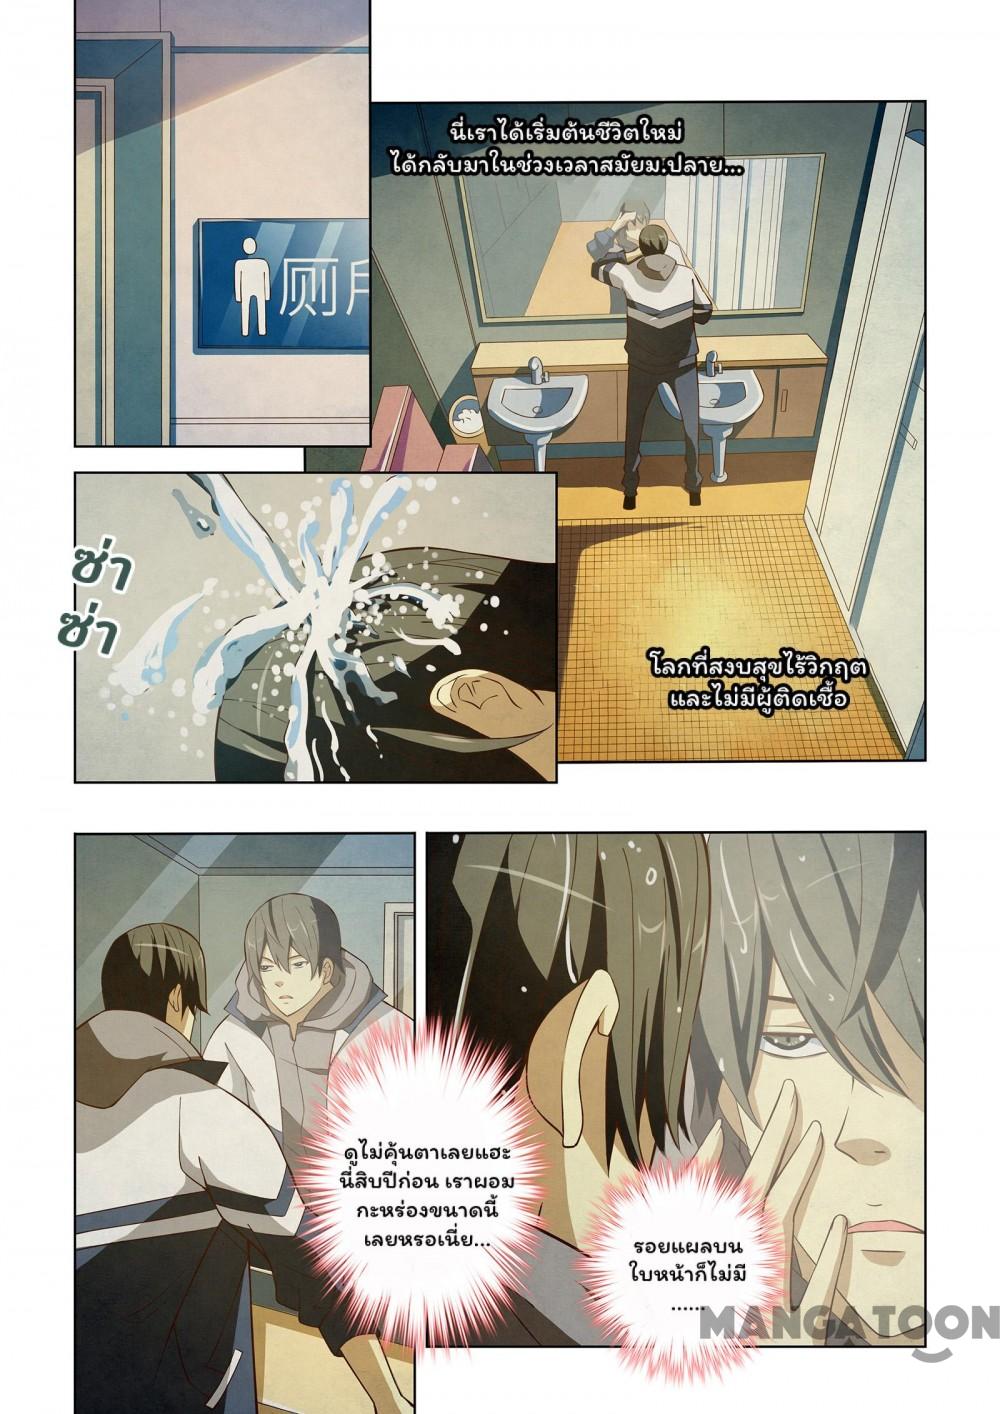 นี่เราได้เริ่มต้นชีวิตใหม่
ได้กลับมาในช่วงเวลาสมัยม.ปลาย...
厕
ซ่า
ซ่า
โลกที่สงบสุขไร้วิกฤต
และไม่มีผู้ติดเชื้อ
ดูไม่คุ้นตาเลยแฮะ
นี่สิบปีก่อน เราผอม
กะหร่องขนาดนี้
เลยหรอเนี่ย...
รอยแผลบน
ใบหน้าก็ไม่มี
......
MANGATOON